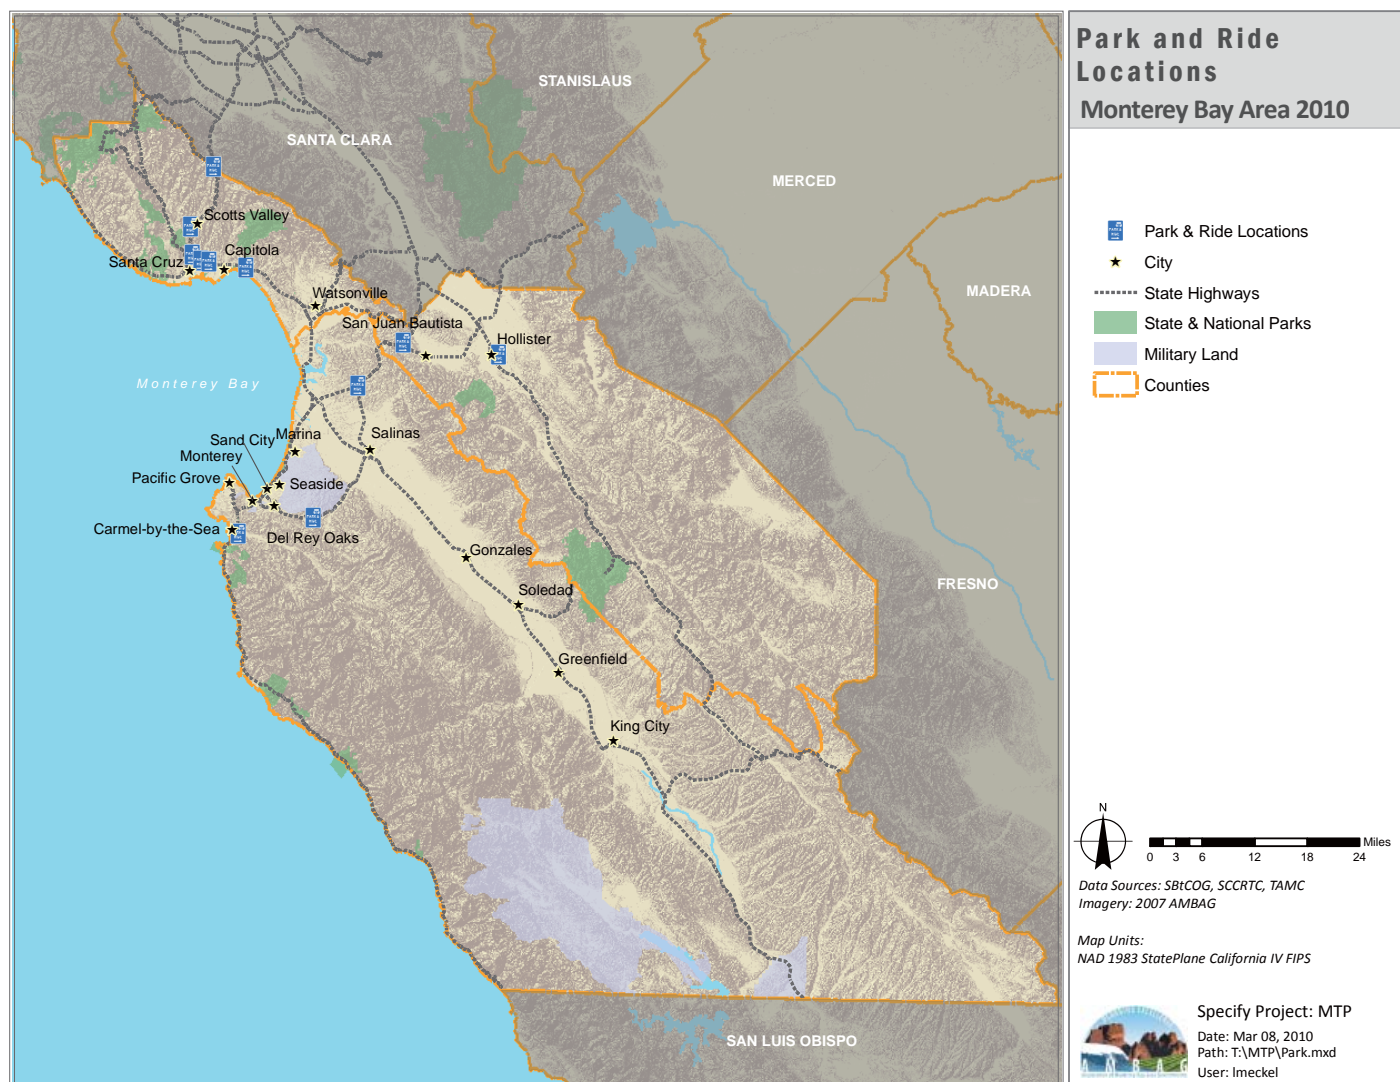 Park and Ride
Locations
Monterey Bay Area 2010
Park & Ride Locations
City
State Highways
State & National Parks
Military Land
Counties
STANISLAUS
SANTA CLARA
MERCED
MADERA
FRESNO
SAN LUIS OBISPO
Scotts Valley
Capitola
Santa Cruz
Watsonville
San Juan Bautista
Hollister
Monterey Bay
Marina
Salinas
Sand City
Monterey
Pacific Grove
Seaside
Carmel-by-the-Sea
Del Rey Oaks
Gonzales
Soledad
Greenfield
King City
N
Miles
0 3 6 12 18 24
Data Sources: SBtCOG, SCCRTC, TAMC
Imagery: 2007 AMBAG
Map Units:
NAD 1983 StatePlane California IV FIPS
Specify Project: MTP
Date: Mar 08, 2010
Path: T:\MTP\Park.mxd
User: lmeckel